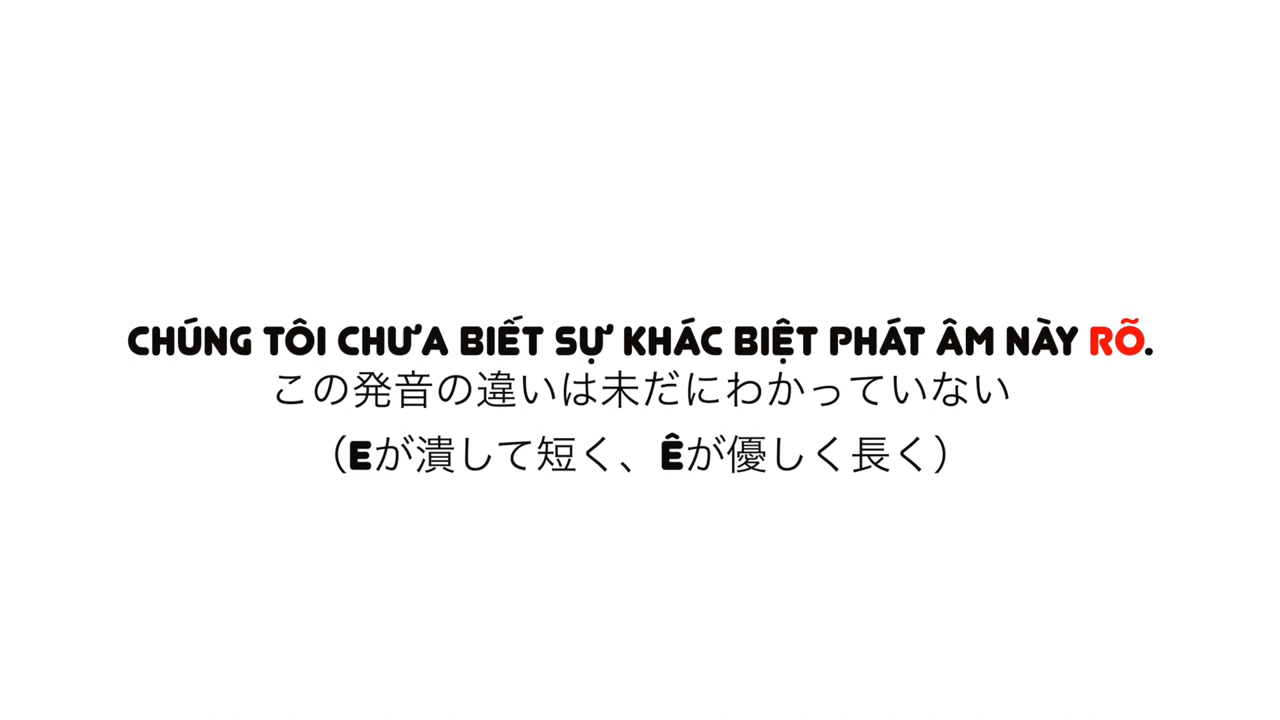 CHÚNG TÔI CHƯA BIẾT SỰ KHÁC BIỆT PHÁT ÂM NÀY RÕ.
この発音の違いは未だにわかっていない
（Eが潰して短く、Êが優しく長く）